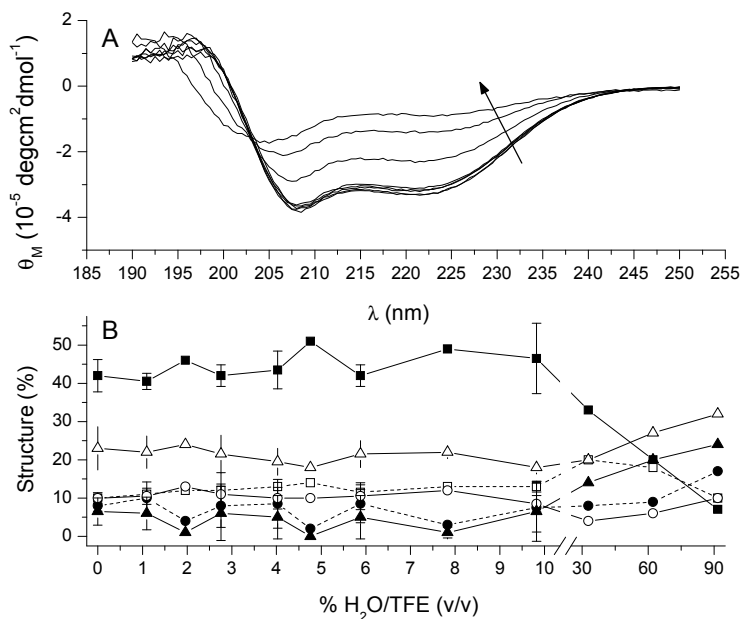 A
2
0
-2
-4
θM (10⁻⁵ degcm²dmol⁻¹)
185 190 195 200 205 210 215 220 225 230 235 240 245 250 255
λ (nm)
B
50
40
30
20
10
0
Structure (%)
0 1 2 3 4 5 6 7 8 9 10 30 60 90
% H₂O/TFE (v/v)